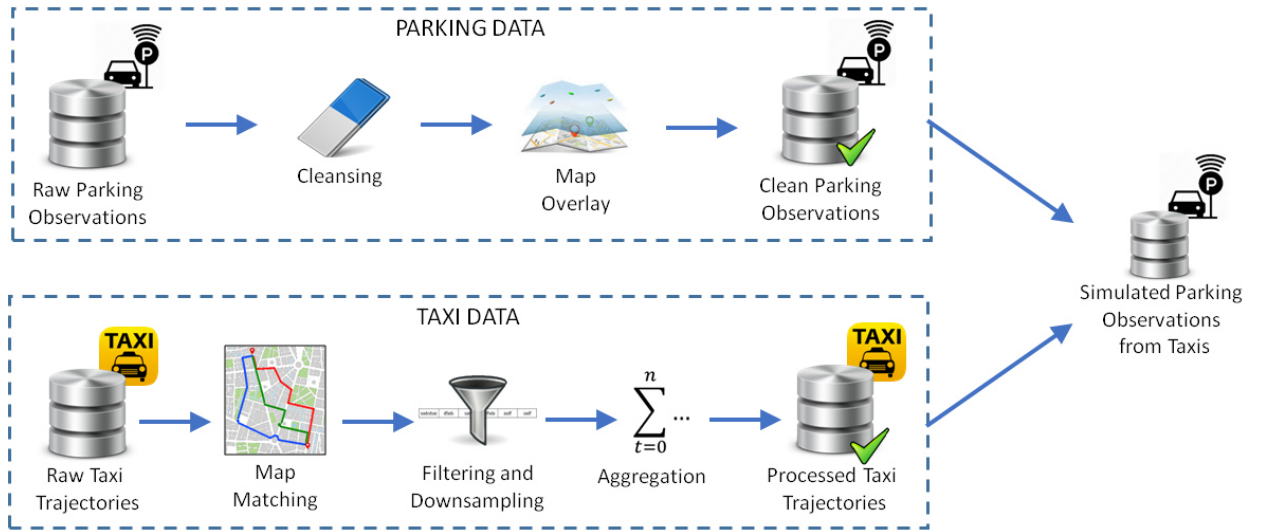 PARKING DATA
P
Raw Parking
Observations
Cleansing
Map
Overlay
P
Clean Parking
Observations
P
Simulated Parking
Observations
from Taxis
TAXI DATA
TAXI
Raw Taxi
Trajectories
Map
Matching
Filtering and
Downsampling
n
∑ ...
t=0
Aggregation
TAXI
Processed Taxi
Trajectories